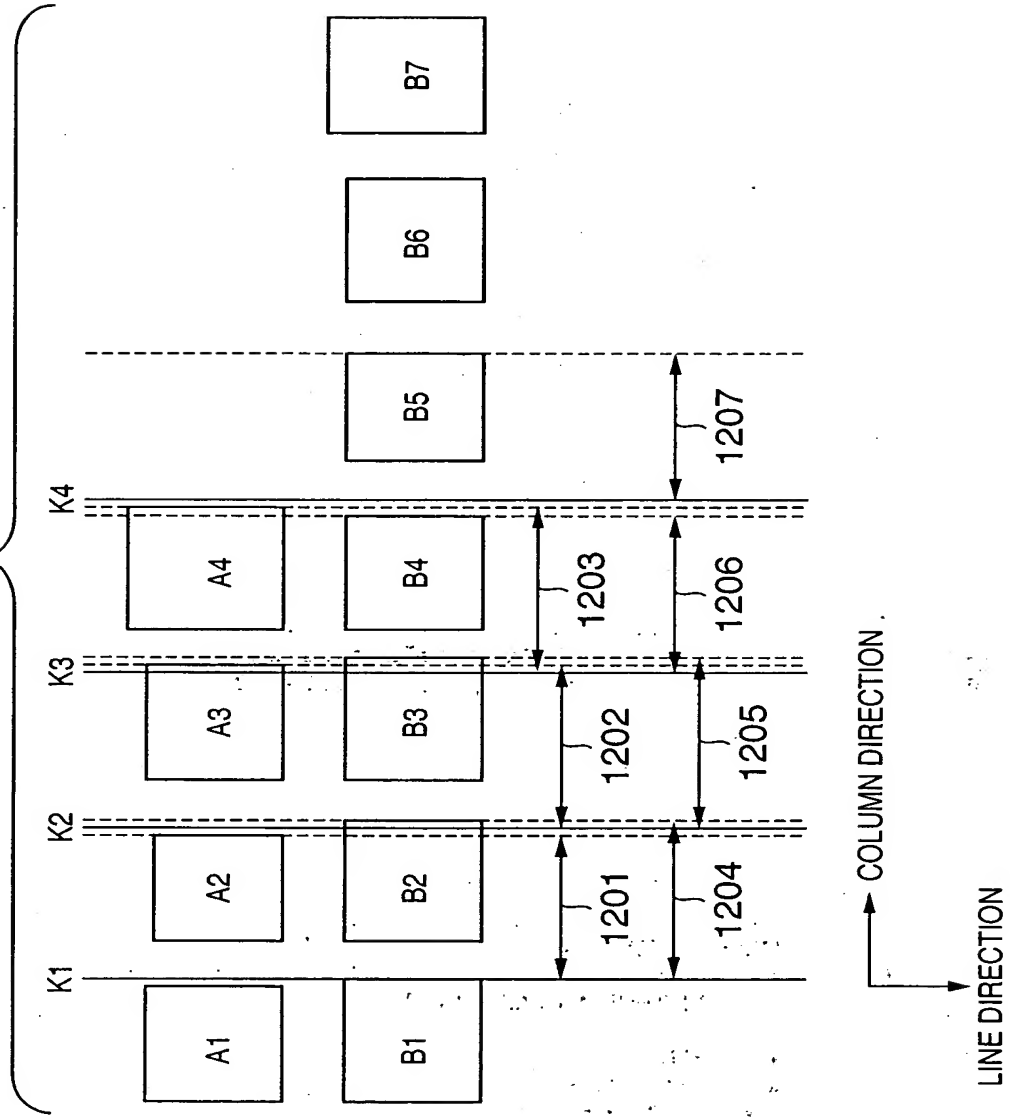 K1 K2 K3 K4
A1 A2 A3 A4
B1 B2 B3 B4 B5 B6 B7
1203
1201 1202
1204 1205 1206 1207
COLUMN DIRECTION
LINE DIRECTION